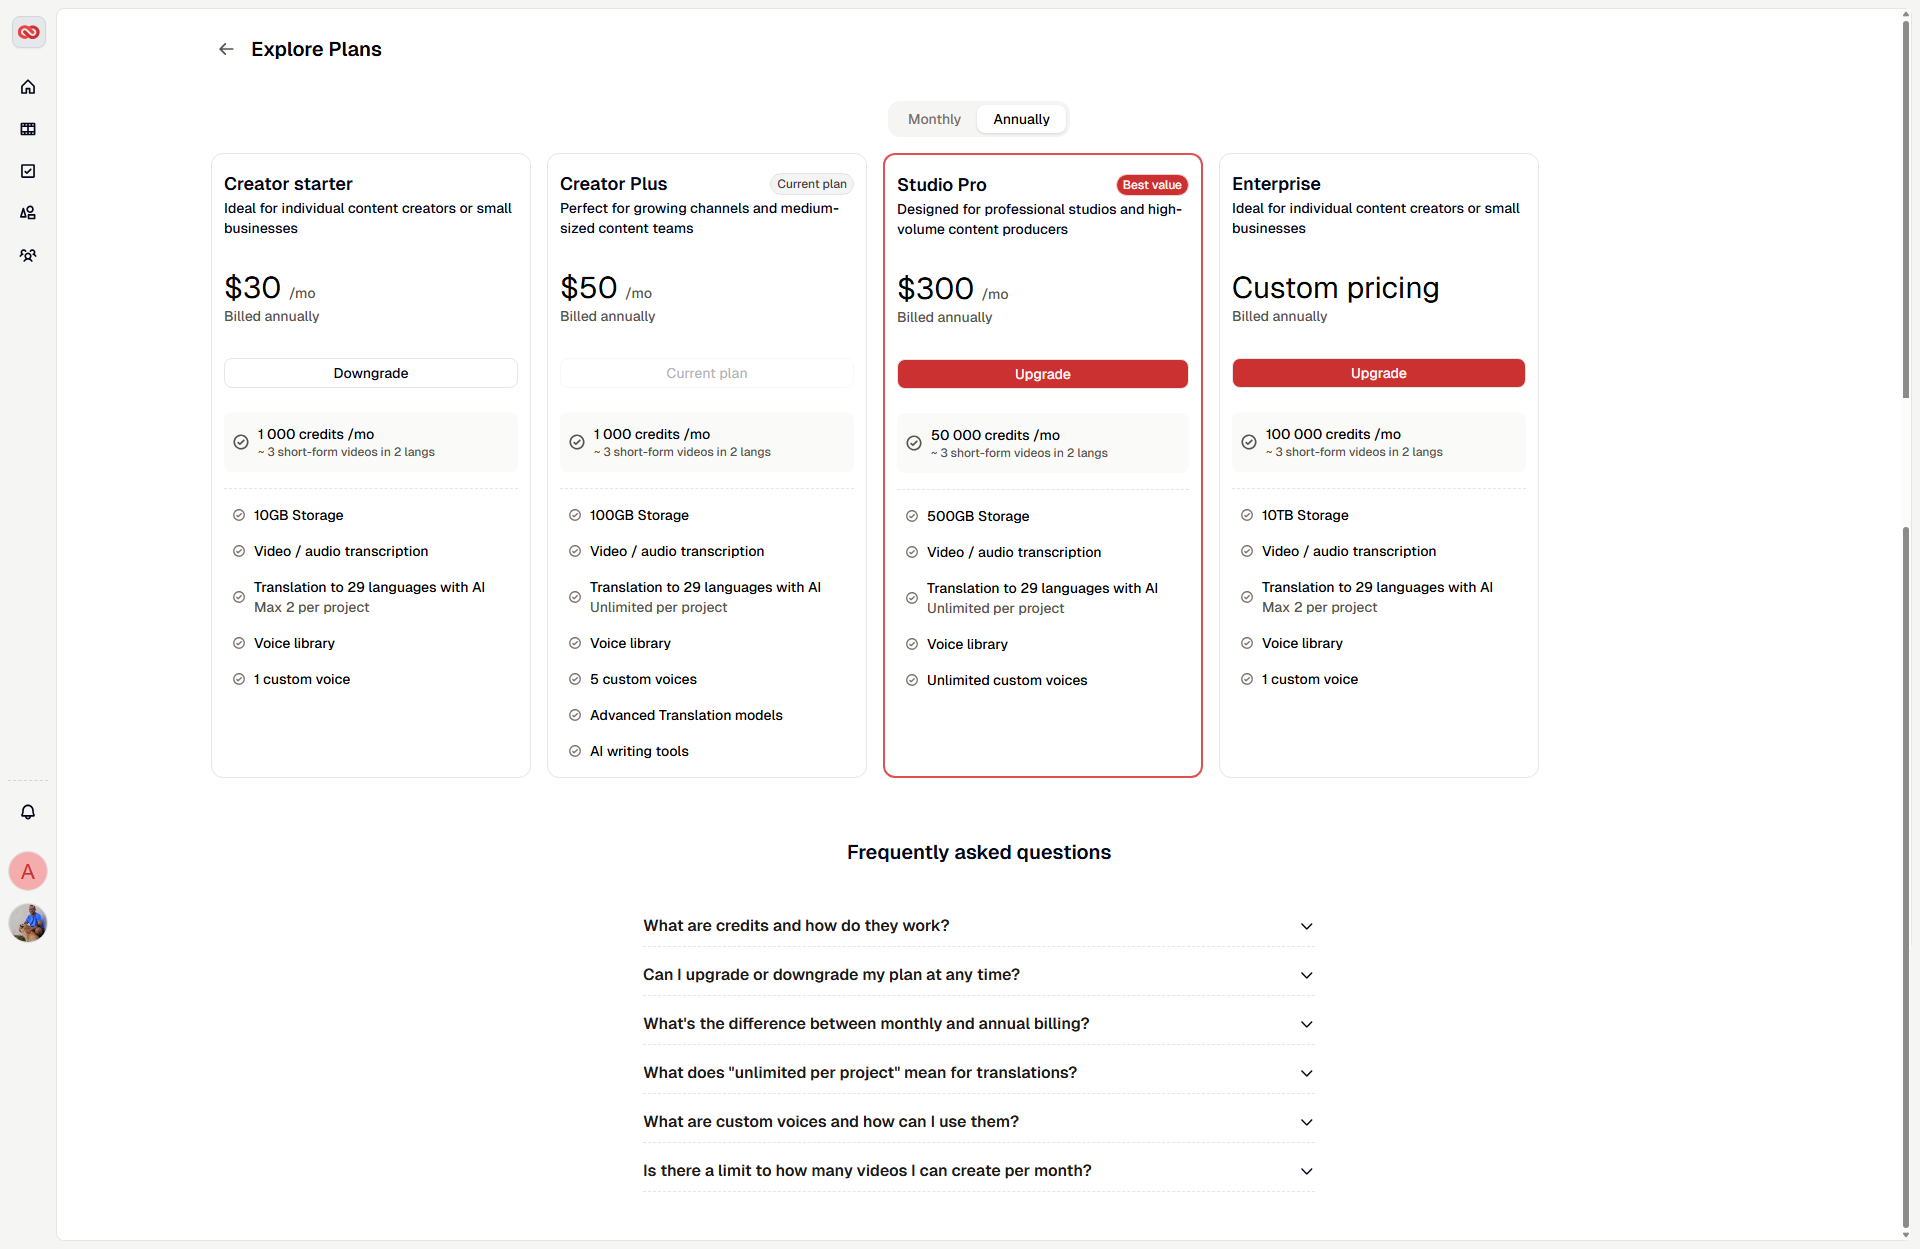 Explore Plans
Monthly
Annually
Creator starter
Ideal for individual content creators or small
businesses
$30 /mo
Billed annually
Downgrade
1 000 credits /mo
~ 3 short-form videos in 2 langs
10GB Storage
Video / audio transcription
Translation to 29 languages with AI
Max 2 per project
Voice library
1 custom voice
Creator Plus
Current plan
Perfect for growing channels and medium-
sized content teams
$50 /mo
Billed annually
Current plan
1 000 credits /mo
~ 3 short-form videos in 2 langs
100GB Storage
Video / audio transcription
Translation to 29 languages with AI
Unlimited per project
Voice library
5 custom voices
Advanced Translation models
AI writing tools
Studio Pro
Best value
Designed for professional studios and high-
volume content producers
$300 /mo
Billed annually
Upgrade
50 000 credits /mo
~ 3 short-form videos in 2 langs
500GB Storage
Video / audio transcription
Translation to 29 languages with AI
Unlimited per project
Voice library
Unlimited custom voices
Enterprise
Ideal for individual content creators or small
businesses
Custom pricing
Billed annually
Upgrade
100 000 credits /mo
~ 3 short-form videos in 2 langs
10TB Storage
Video / audio transcription
Translation to 29 languages with AI
Max 2 per project
Voice library
1 custom voice
A
Frequently asked questions
What are credits and how do they work?
Can I upgrade or downgrade my plan at any time?
What's the difference between monthly and annual billing?
What does "unlimited per project" mean for translations?
What are custom voices and how can I use them?
Is there a limit to how many videos I can create per month?